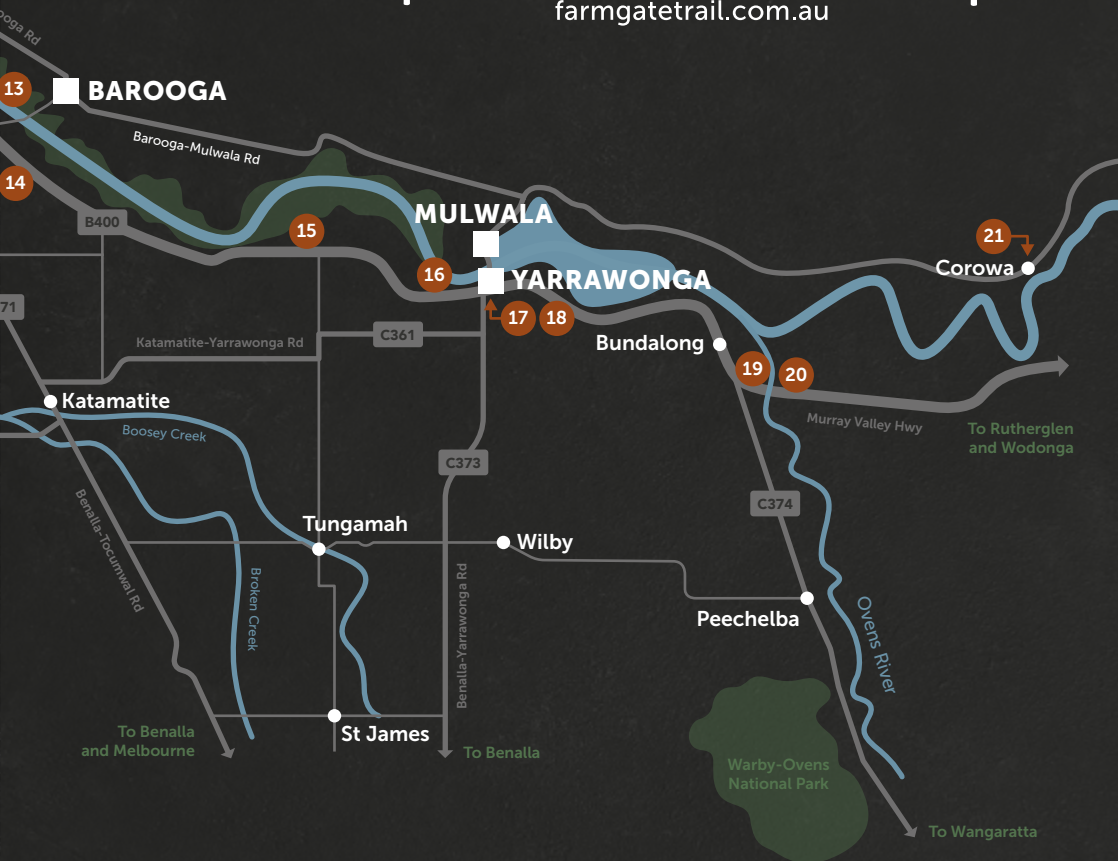 farmgatetrail.com.au
ooga Rd
13
BAROOGA
Barooga-Mulwala Rd
14
B400
15
MULWALA
16
YARRAWONGA
17
18
21
Corowa
71
C361
Katamatite-Yarrawonga Rd
Bundalong
19
20
Murray Valley Hwy
To Rutherglen
and Wodonga
Katamatite
Boosey Creek
C373
C374
Benalla-Tocumwal Rd
Tungamah
Wilby
Broken Creek
Benalla-Yarrawonga Rd
Peechelba
Ovens River
St James
To Benalla
and Melbourne
To Benalla
Warby-Ovens
National Park
To Wangaratta